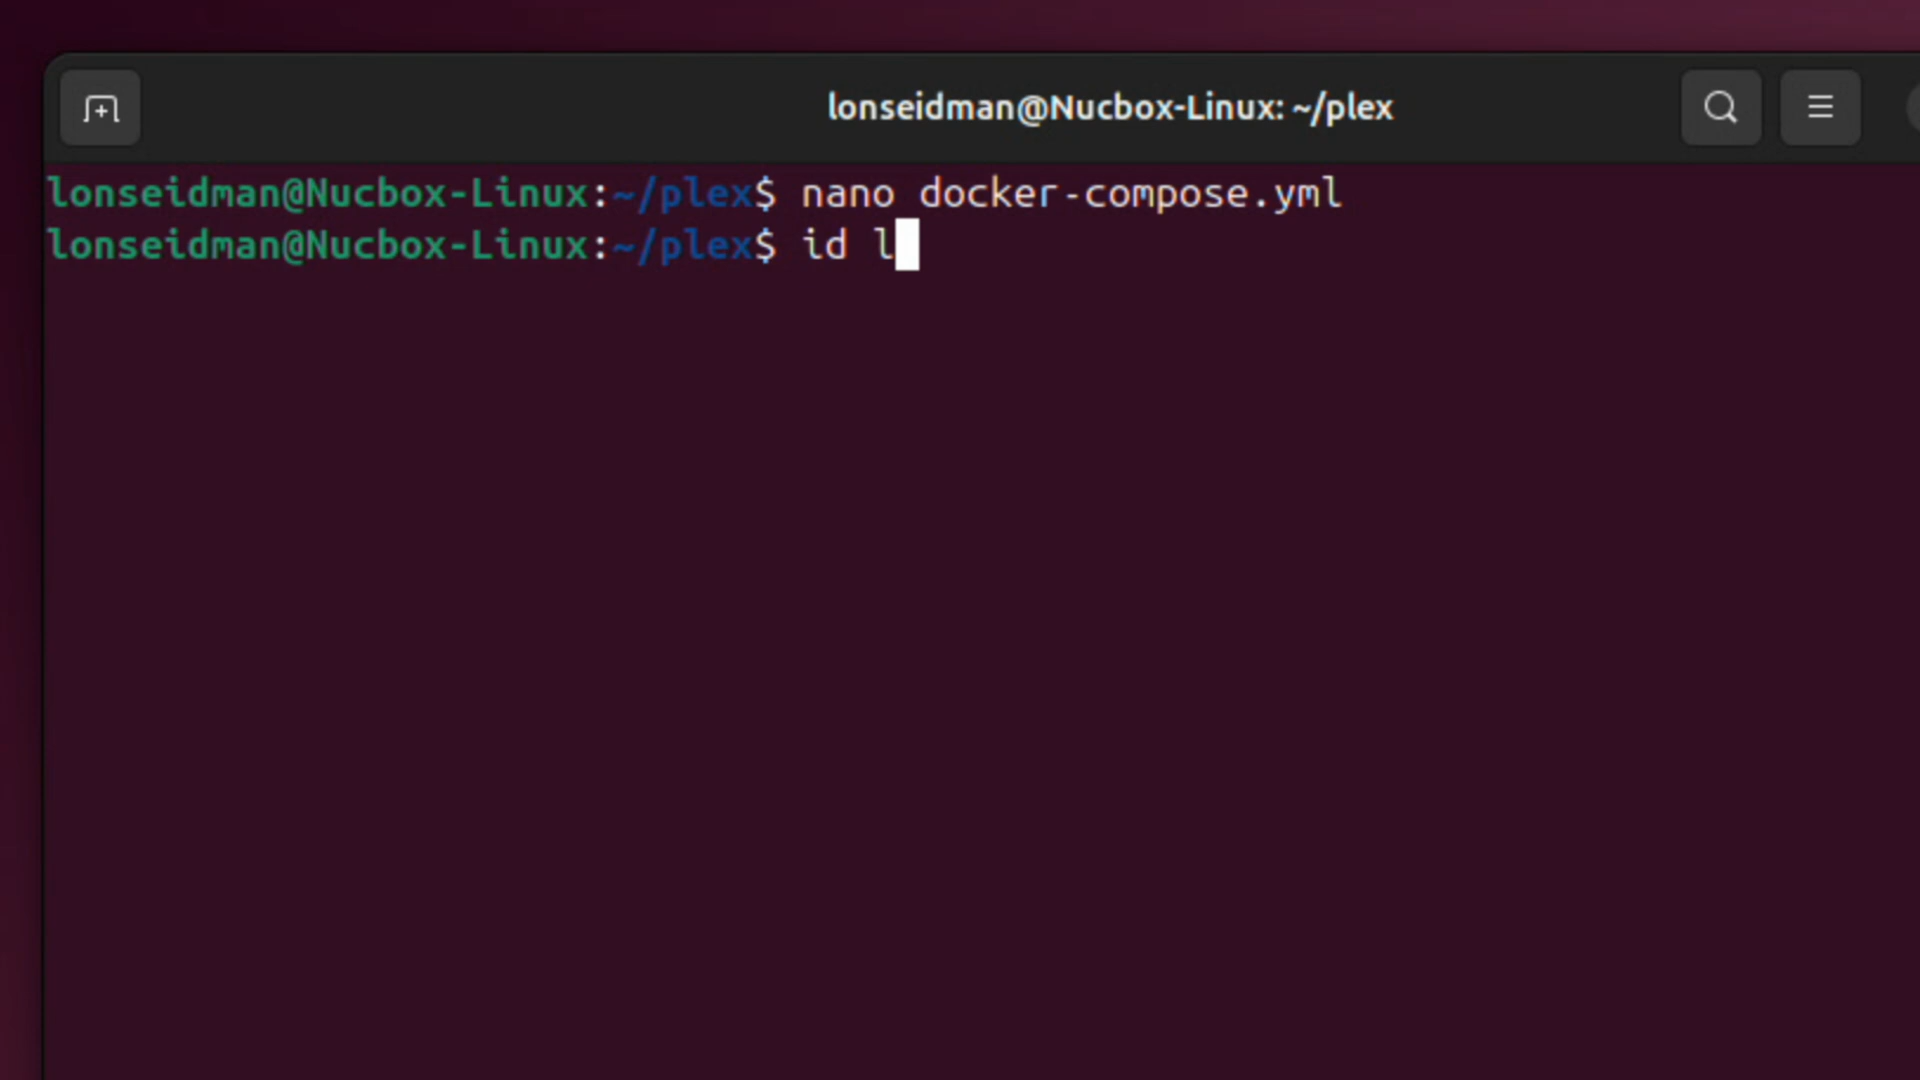 lonseidman@Nucbox-Linux: ~/plex
lonseidman@Nucbox-Linux:~/plex$ nano docker-compose.yml
lonseidman@Nucbox-Linux:~/plex$ id l